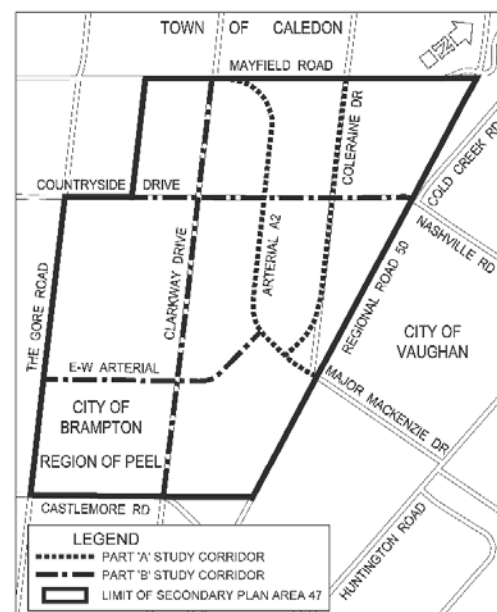 TOWN OF CALEDON
MAYFIELD ROAD
COLERAINE DR
COLD CREEK RD
COUNTRYSIDE DRIVE
NASHVILLE RD
CLARKWAY DRIVE
ARTERIAL A2
REGIONAL ROAD 50
THE GORE ROAD
CITY OF
VAUGHAN
E-W ARTERIAL
MAJOR MACKENZIE DR
CITY OF
BRAMPTON
REGION OF PEEL
CASTLEMORE RD
HUNTINGTON ROAD
LEGEND
PART 'A' STUDY CORRIDOR
PART 'B' STUDY CORRIDOR
LIMIT OF SECONDARY PLAN AREA 47